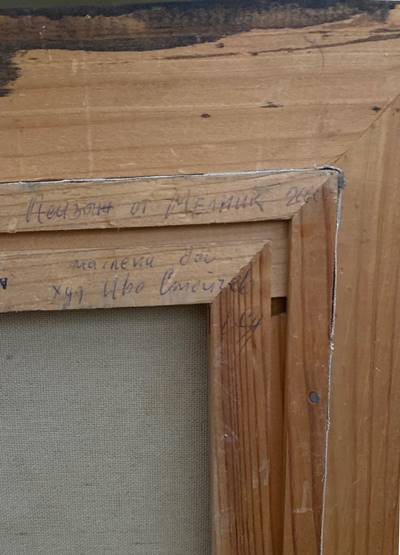 Пейзаж от Мелник
маслени бои
худ Иво Стойчев